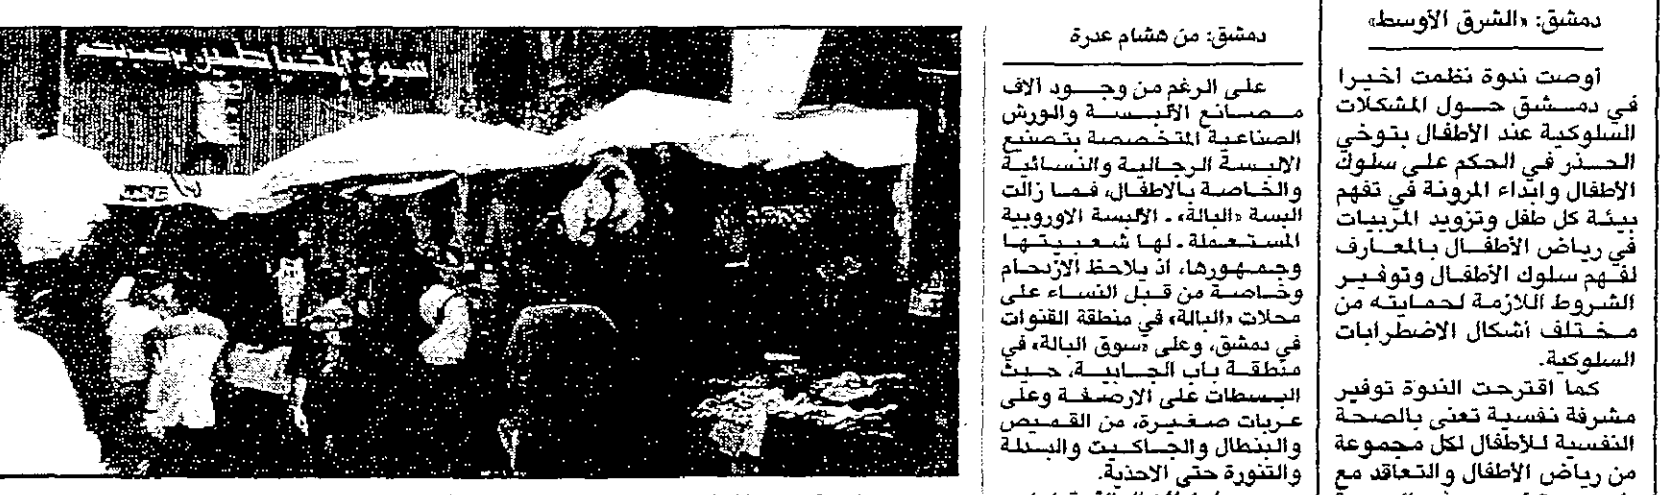 دمشق: «الشرق الأوسط»
أوصت ندوة نظمت أخيرا
في دمشق حول المشكلات
السلوكية عند الأطفال بتوخي
الحذر في الحكم على سلوك
الأطفال وابداء المرونة في تفهم
بيئة كل طفل وتزويد المربيات
في رياض الأطفال بالمعارف
لفهم سلوك الأطفال وتوفير
الشروط اللازمة لحمايته من
مختلف أشكال الاضطرابات
السلوكية.
كما اقترحت الندوة توفير
مشرفة نفسية تعنى بالصحة
النفسية للأطفال لكل مجموعة
من رياض الأطفال والتعاقد مع
دمشق: من هشام عدرة
على الرغم من وجود آلاف
مصانع الألبسة والورش
الصناعية المتخصصة بتصنيع
الالبسة الرجالية والنسائية
والخاصة بالاطفال، فما زالت
البسة «البالة» ـ الألبسة الاوروبية
المستعملة ـ لها شعبيتها
وجمهورها، اذ يلاحظ الازدحام
وخاصة من قبل النساء على
محلات «البالة» في منطقة القنوات
في دمشق، وعلى «سوق البالة» في
منطقة باب الجابية، حيث
البسطات على الارصفة وعلى
عربات صغيرة، من القميص
والبنطال والجاكيت والبدلة
والتنورة حتى الاحذية.
سوق الخياطين